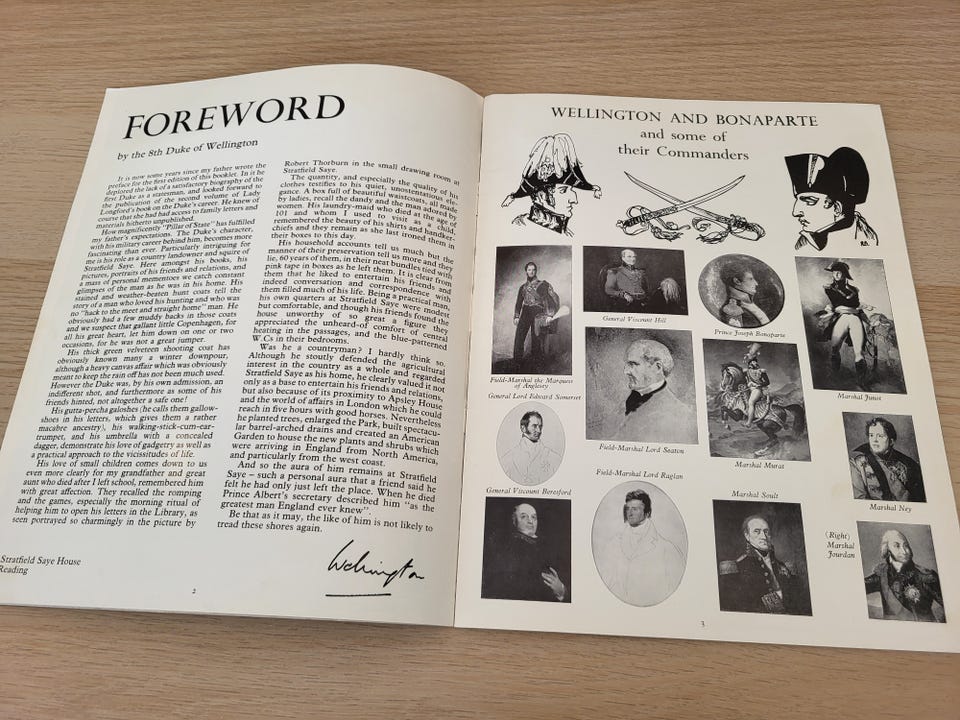 FOREWORD
by the 8th Duke of Wellington
It is now some years since my father wrote the
preface for the first edition of this booklet. In it he
deplored the lack of a satisfactory biography of the
first Duke as a statesman, and looked forward to
the publication of the second volume of Lady
Longford's book on the Duke's career. He knew of
course that she had had access to family letters and
materials hitherto unpublished.
How magnificently "Pillar of State" has fulfilled
my father's expectations. The Duke's character,
with his military career behind him, becomes more
fascinating than ever. Particularly intriguing for
me is his role as a country landowner and squire of
Stratfield Saye. Here amongst his books, his
pictures, portraits of his friends and relations, and
a mass of personal mementoes we catch constant
glimpses of the man as he was in his home. His
stained and weather-beaten hunt coats tell the
story of a man who loved his hunting and who was
no "hack to the meet and straight home" man. He
obviously had a few muddy backs in those coats
and we suspect that gallant little Copenhagen, for
all his great heart, let him down on one or two
occasions, for he was not a great jumper.
His thick green velveteen shooting coat has
obviously known many a winter downpour,
although a heavy canvas affair which was obviously
meant to keep the rain off has not been much used.
However the Duke was, by his own admission, an
indifferent shot, and furthermore as some of his
friends hinted, not altogether a safe one!
His gutta-percha galoshes (he calls them gallow-
shoes in his letters, which gives them a rather
macabre ancestry), his walking-stick-cum-ear-
trumpet, and his umbrella with a concealed
dagger, demonstrate his love of gadgetry as well as
a practical approach to the vicissitudes of life.
His love of small children comes down to us
even more clearly for my grandfather and great
aunt who died after I left school, remembered him
with great affection. They recalled the romping
and the games, especially the morning ritual of
helping him to open his letters in the Library, as
seen portrayed so charmingly in the picture by
Robert Thorburn in the small drawing room at
Stratfield Saye.
The quantity, and especially the quality of his
clothes testifies to his quiet, unostentatious ele-
gance. A box full of beautiful waistcoats, all made
by ladies, recall the dandy and the man adored by
women. His laundry-maid who died at the age of
101 and whom I used to visit as a child,
remembered the beauty of his shirts and handker-
chiefs and they remain as she last ironed them in
their boxes to this day.
His household accounts tell us much but the
manner of their preservation tell us more and they
lie, 60 years of them, in their neat bundles tied with
pink tape in boxes as he left them. It is clear from
them that he liked to entertain his friends and
indeed conversation and correspondence with
them filled much of his life. Being a practical man,
his own quarters at Stratfield Saye were modest
but comfortable, and though his friends found the
house unworthy of so great a figure they
appreciated the unheard-of comfort of central
heating in the passages, and the blue-patterned
W.Cs in their bedrooms.
Was he a countryman? I hardly think so.
Although he stoutly defended the agricultural
interest in the country as a whole and regarded
Stratfield Saye as his home, he clearly valued it not
only as a base to entertain his friends and relations,
but also because of its proximity to Apsley House
and the world of affairs in London which he could
reach in five hours with good horses. Nevertheless
he planted trees, enlarged the Park, built spectacu-
lar barrel-arched drains and created an American
Garden to house the new plants and shrubs which
were arriving in England from North America,
and particularly from the west coast.
And so the aura of him remains at Stratfield
Saye – such a personal aura that a friend said he
felt he had only just left the place. When he died
Prince Albert's secretary described him "as the
greatest man England ever knew".
Be that as it may, the like of him is not likely to
tread these shores again.
Wellington
Stratfield Saye House
Reading
2
WELLINGTON AND BONAPARTE
and some of
their Commanders
General Viscount Hill
Prince Joseph Bonaparte
Field-Marshal the Marquess
of Anglesey
Marshal Junot
General Lord Edward Somerset
Field-Marshal Lord Seaton
Marshal Murat
General Viscount Beresford
Field-Marshal Lord Raglan
Marshal Soult
Marshal Ney
(Right)
Marshal
Jourdan
3